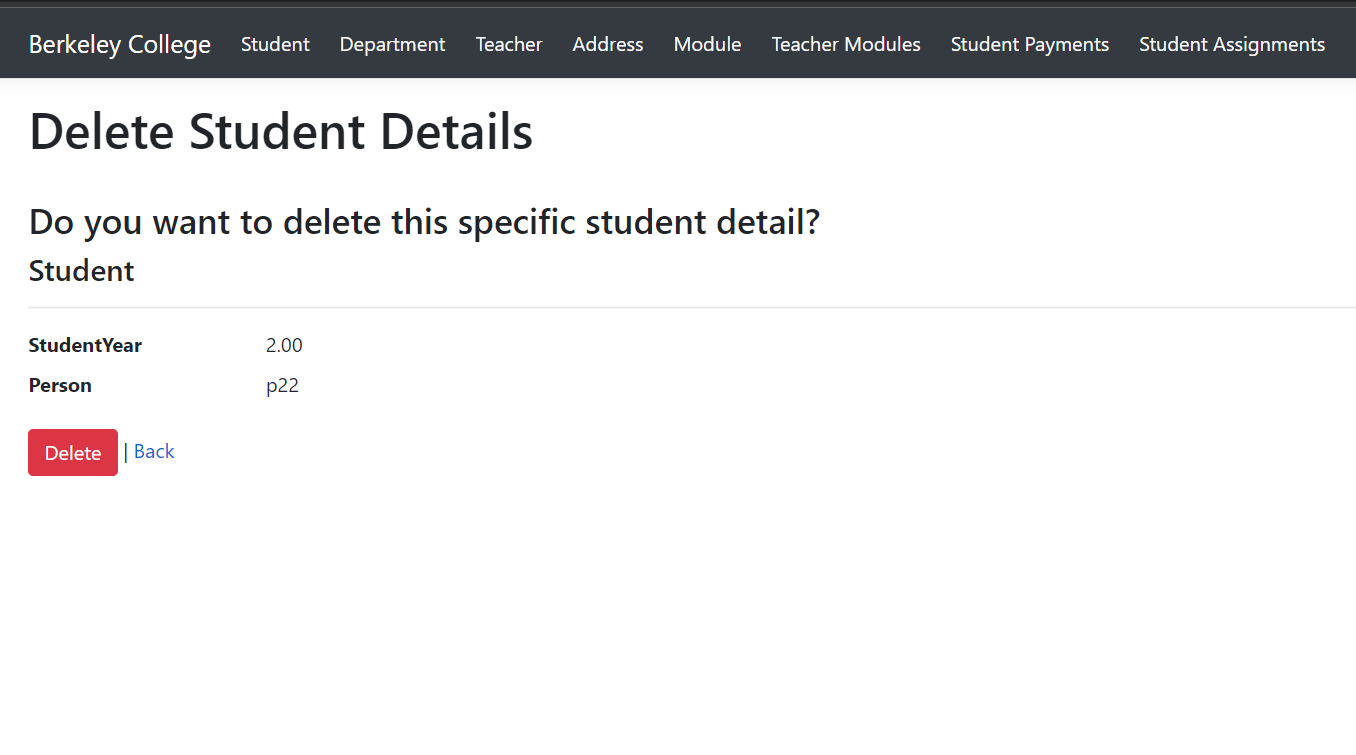 Berkeley College Student Department Teacher Address Module Teacher Modules Student Payments Student Assignments
Delete Student Details
Do you want to delete this specific student detail?
Student
StudentYear 2.00
Person p22
Delete | Back